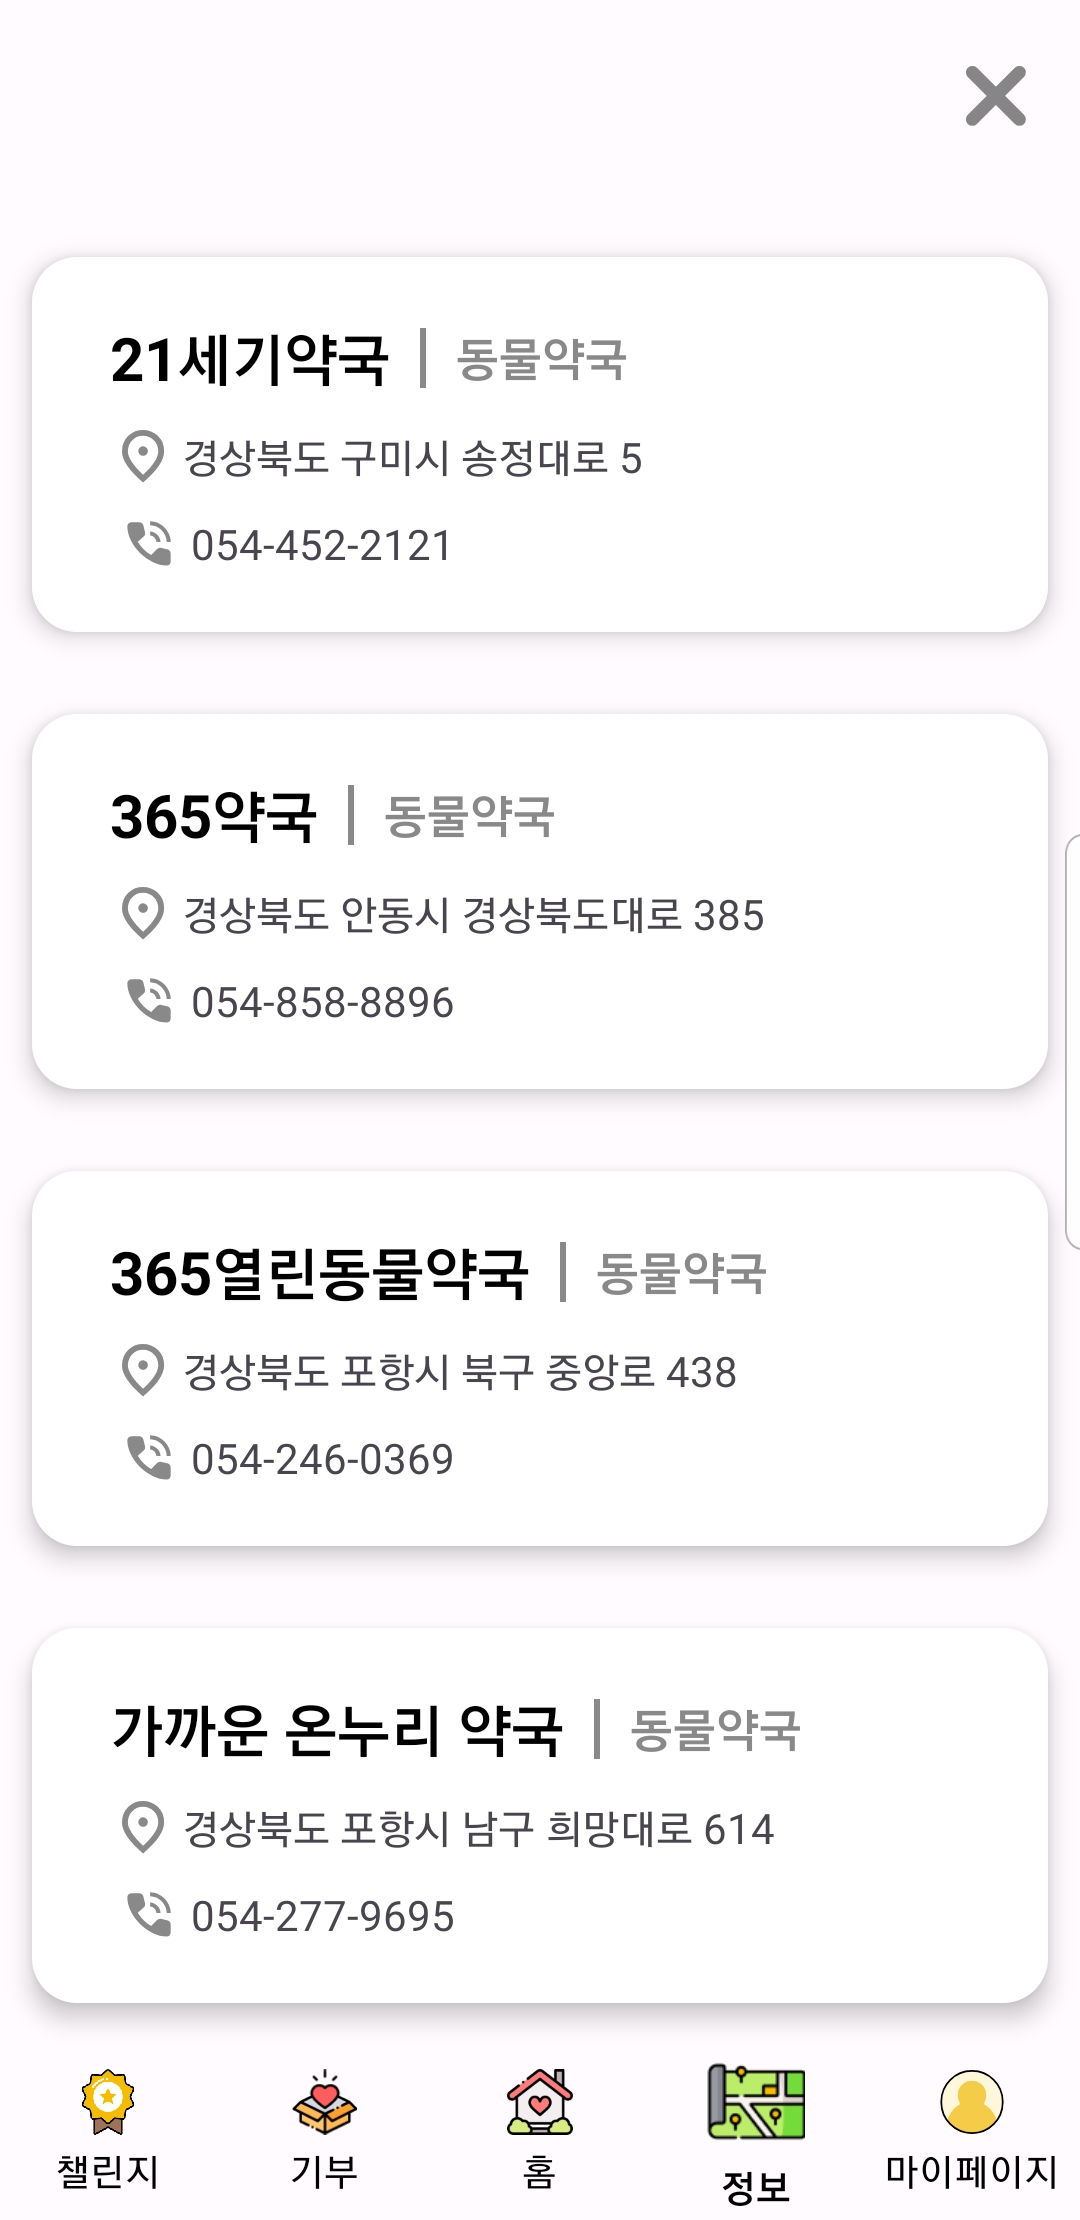 21세기약국 동물약국
경상북도 구미시 송정대로 5
054-452-2121
365약국 동물약국
경상북도 안동시 경상북도대로 385
054-858-8896
365열린동물약국 동물약국
경상북도 포항시 북구 중앙로 438
054-246-0369
가까운 온누리 약국 동물약국
경상북도 포항시 남구 희망대로 614
054-277-9695
챌린지 기부 홈 정보 마이페이지